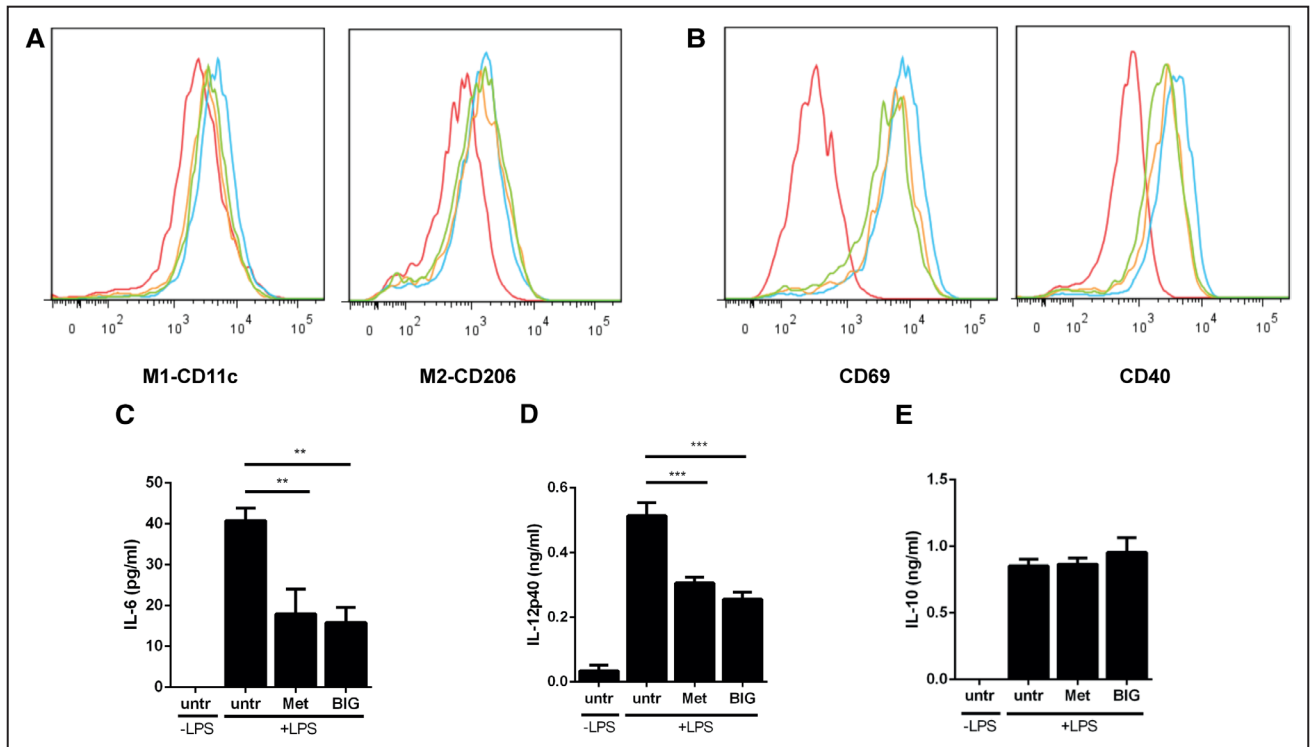 A
B
0 10^2 10^3 10^4 10^5
0 10^2 10^3 10^4 10^5
0 10^2 10^3 10^4 10^5
0 10^2 10^3 10^4 10^5
M1-CD11c
M2-CD206
CD69
CD40
C
D
E
**
**
50
40
30
20
10
0
IL-6 (pg/ml)
untr untr Met BIG
-LPS +LPS
***
***
0.6
0.4
0.2
0.0
IL-12p40 (ng/ml)
untr untr Met BIG
-LPS +LPS
1.5
1.0
0.5
0.0
IL-10 (ng/ml)
untr untr Met BIG
-LPS +LPS